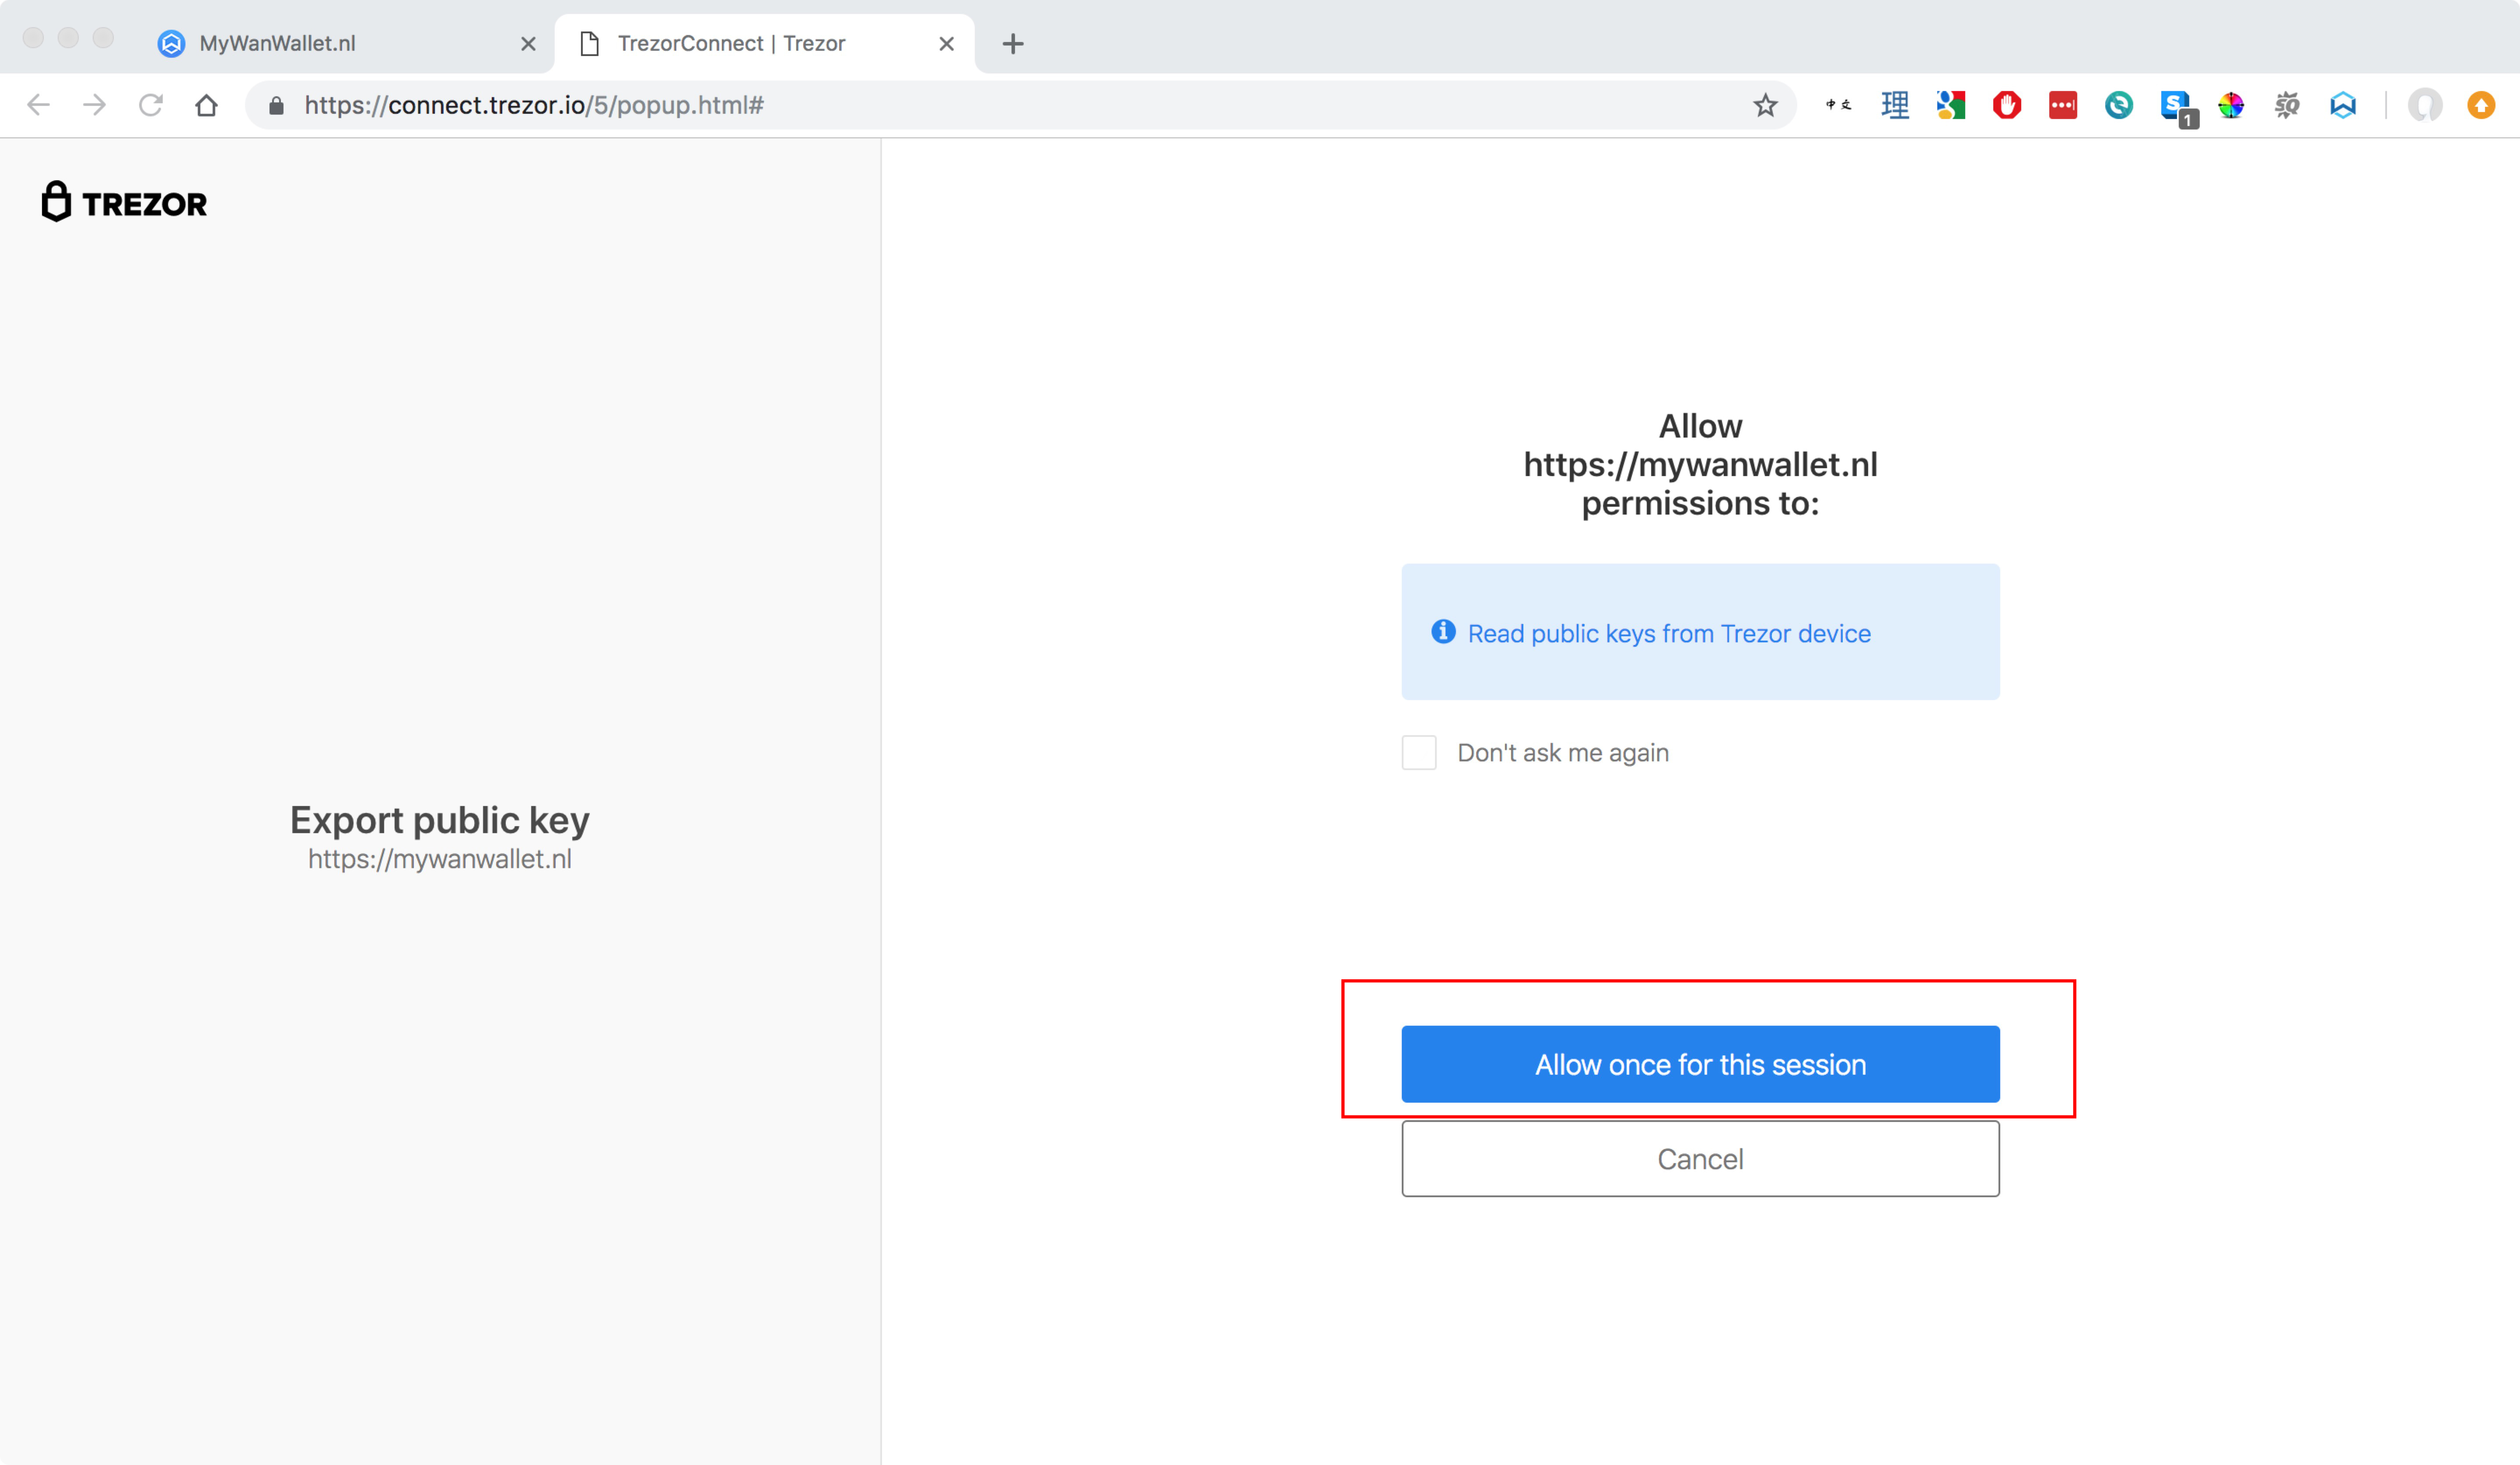 MyWanWallet.nl
TrezorConnect | Trezor
https://connect.trezor.io/5/popup.html#
中 文
理
S
1
SQ
TREZOR
Allow
https://mywanwallet.nl
permissions to:
Read public keys from Trezor device
Don't ask me again
Export public key
https://mywanwallet.nl
Allow once for this session
Cancel